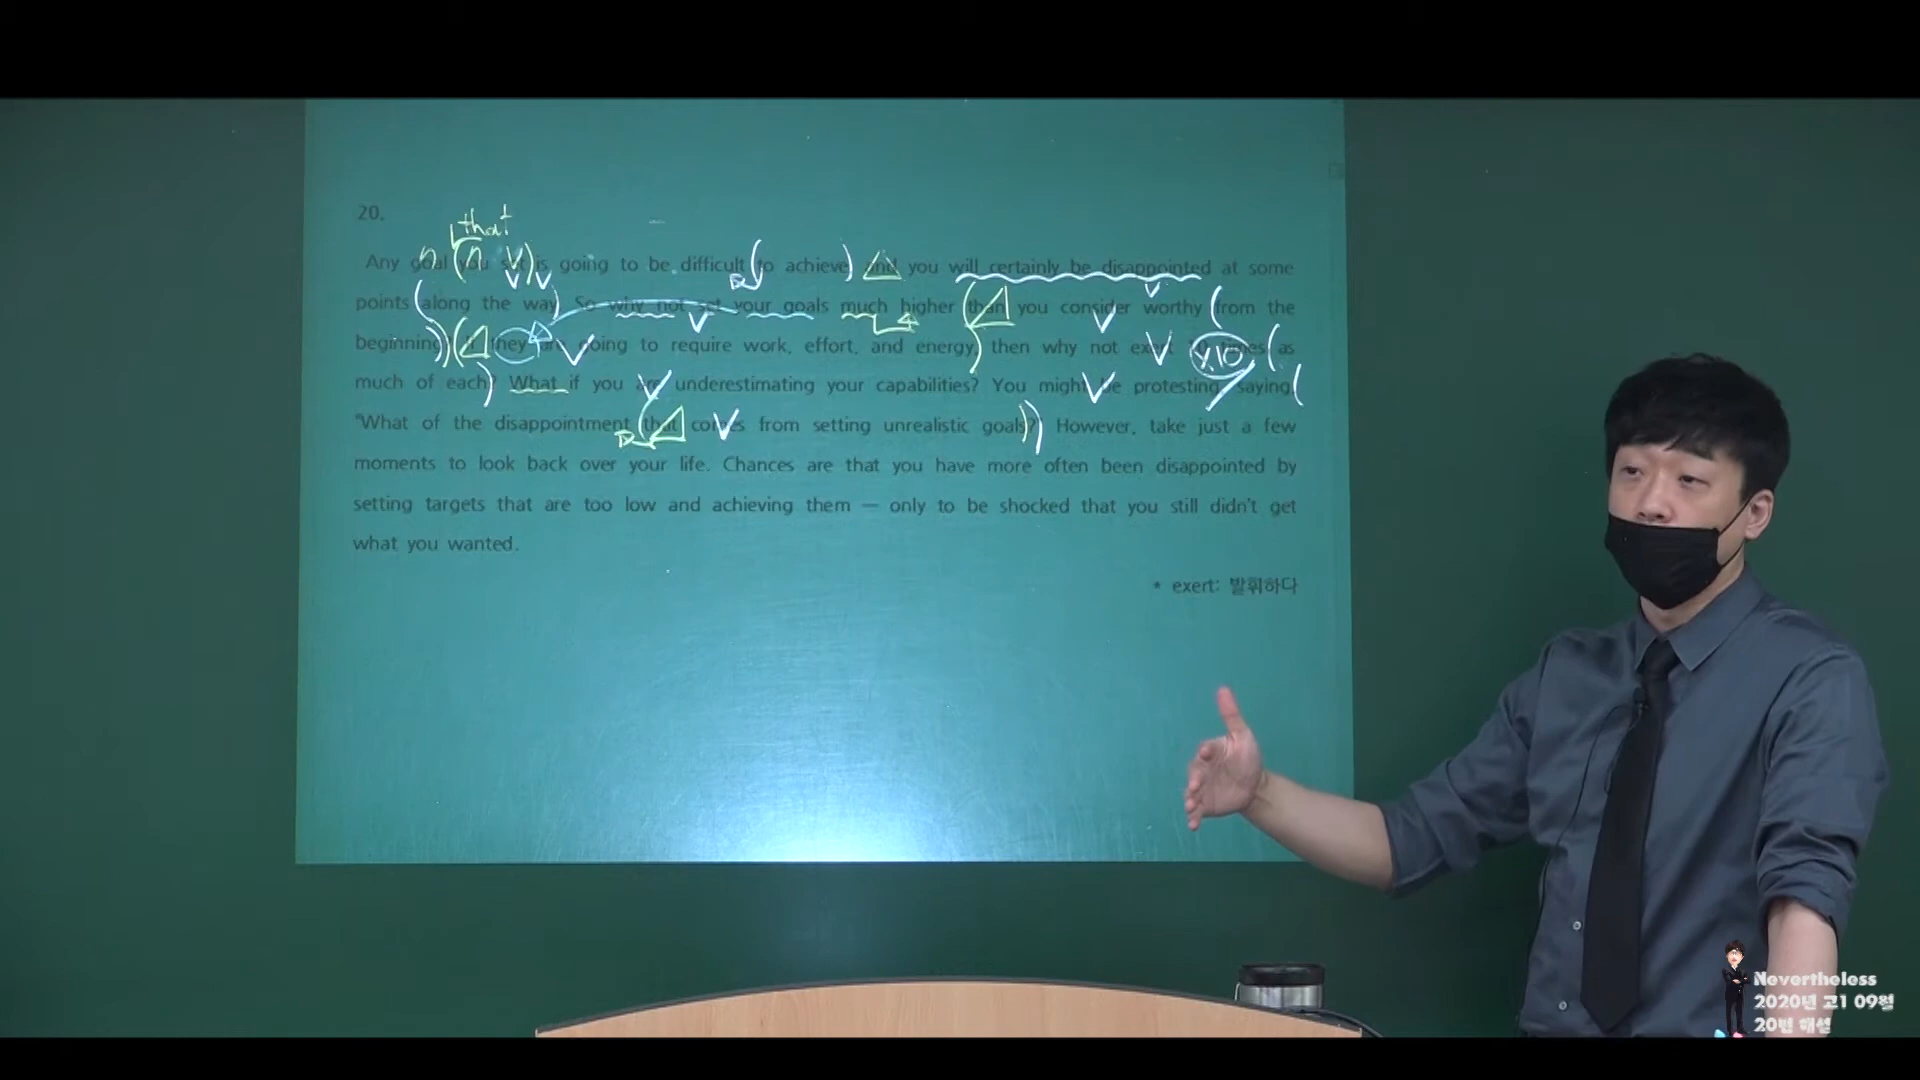 20.
that
n (n V) V
Any goal you set is going to be difficult to achieve, and you will certainly be disappointed at some
points along the way. So why not set your goals much higher than you consider worthy from the
beginning? If they are going to require work, effort, and energy, then why not exert 10 times as
x10
much of each? What if you are underestimating your capabilities? You might be protesting, saying,
"What of the disappointment that comes from setting unrealistic goals?" However, take just a few
moments to look back over your life. Chances are that you have more often been disappointed by
setting targets that are too low and achieving them — only to be shocked that you still didn't get
what you wanted.
* exert: 발휘하다
Nevertheless
2020년 고1 09월
20번 해설